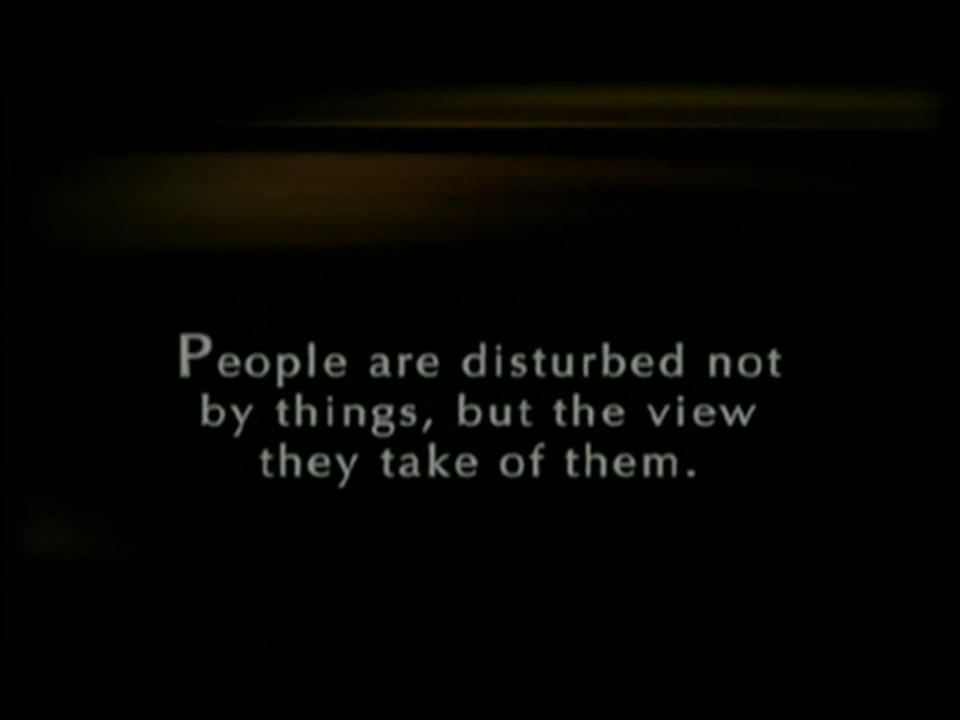 People are disturbed not
by things, but the view
they take of them.